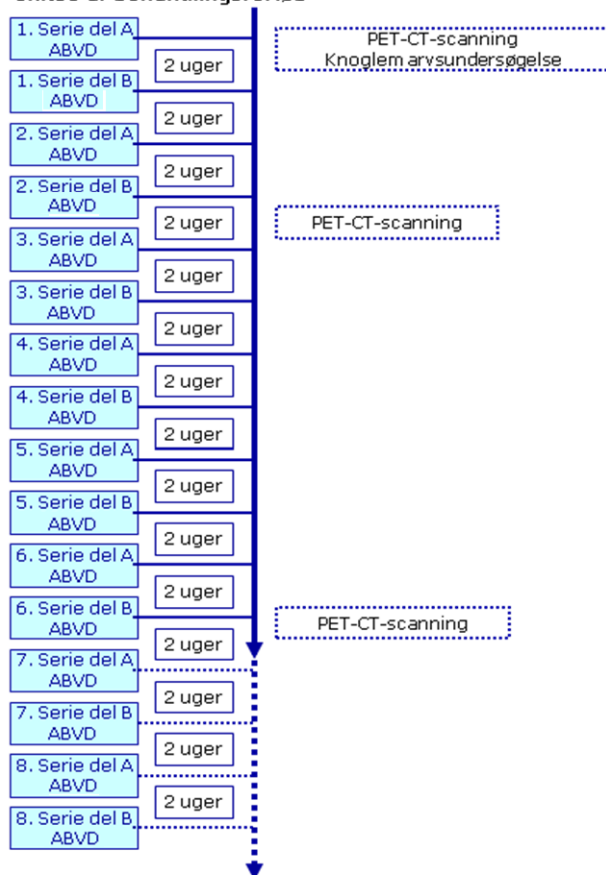 1. Serie del A
ABVD
PET-CT-scanning
Knoglemarvsundersøgelse
2 uger
1. Serie del B
ABVD
2 uger
2. Serie del A
ABVD
2 uger
2. Serie del B
ABVD
2 uger
PET-CT-scanning
3. Serie del A
ABVD
2 uger
3. Serie del B
ABVD
2 uger
4. Serie del A
ABVD
2 uger
4. Serie del B
ABVD
2 uger
5. Serie del A
ABVD
2 uger
5. Serie del B
ABVD
2 uger
6. Serie del A
ABVD
2 uger
6. Serie del B
ABVD
PET-CT-scanning
2 uger
7. Serie del A
ABVD
2 uger
7. Serie del B
ABVD
2 uger
8. Serie del A
ABVD
2 uger
8. Serie del B
ABVD